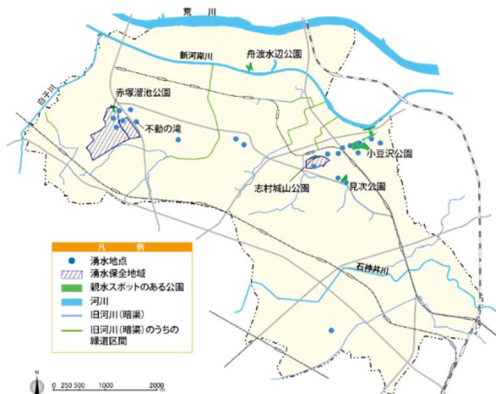 荒川
新河岸川
舟渡水辺公園
白子川
赤塚溜池公園
不動の滝
小豆沢公園
志村城山公園
見次公園
石神井川
凡例
湧水地点
湧水保全地域
親水スポットのある公園
河川
旧河川(暗渠)
旧河川(暗渠)のうちの
緑道区間
N
0 250 500 1000 2000
m